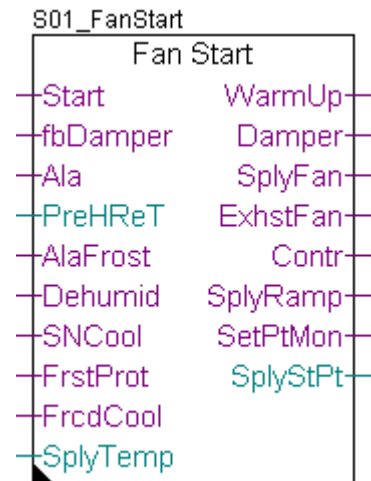 S01_FanStart
Fan Start
Start WarmUp
fbDamper Damper
Ala SplyFan
PreHReT ExhstFan
AlaFrost Contr
Dehumid SplyRamp
SNCool SetPtMon
FrstProt SplyStPt
FrcdCool
SplyTemp